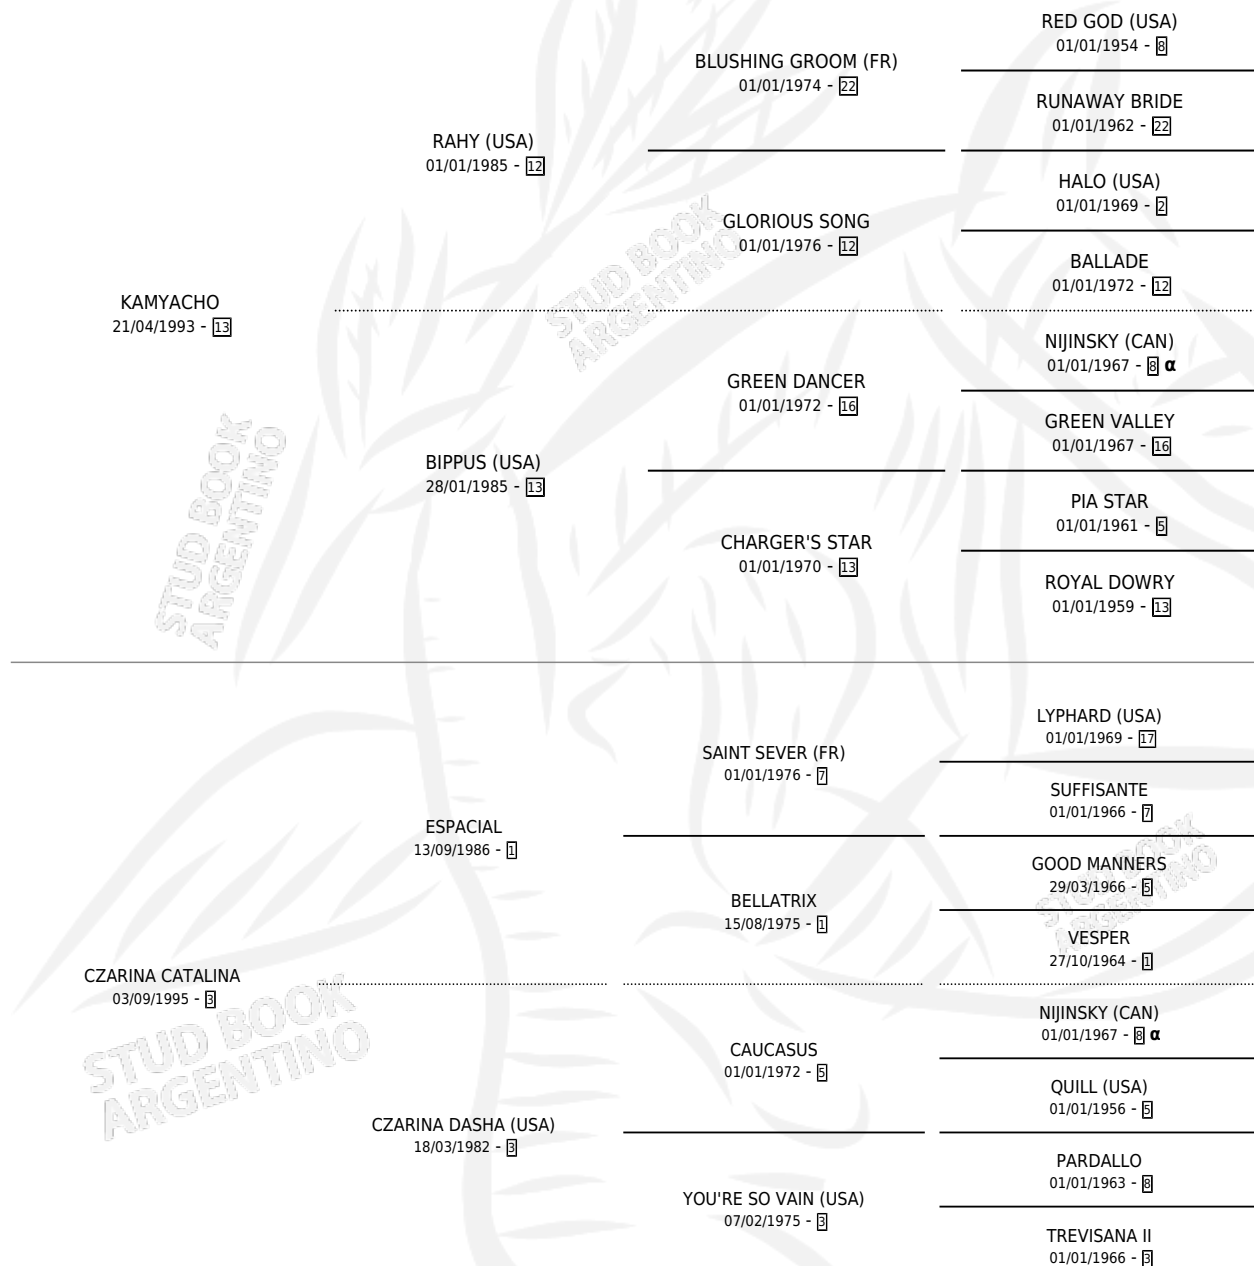 RED GOD (USA)
01/01/1954 - 8
BLUSHING GROOM (FR)
01/01/1974 - 22
RUNAWAY BRIDE
01/01/1962 - 22
RAHY (USA)
01/01/1985 - 12
HALO (USA)
01/01/1969 - 2
GLORIOUS SONG
01/01/1976 - 12
BALLADE
01/01/1972 - 12
KAMYACHO
21/04/1993 - 13
NIJINSKY (CAN)
01/01/1967 - 8 α
GREEN DANCER
01/01/1972 - 16
GREEN VALLEY
01/01/1967 - 16
BIPPUS (USA)
28/01/1985 - 13
PIA STAR
01/01/1961 - 5
CHARGER'S STAR
01/01/1970 - 13
ROYAL DOWRY
01/01/1959 - 13
LYPHARD (USA)
01/01/1969 - 17
SAINT SEVER (FR)
01/01/1976 - 7
SUFFISANTE
01/01/1966 - 7
ESPACIAL
13/09/1986 - 1
GOOD MANNERS
29/03/1966 - 5
BELLATRIX
15/08/1975 - 1
VESPER
27/10/1964 - 1
CZARINA CATALINA
03/09/1995 - 3
NIJINSKY (CAN)
01/01/1967 - 8 α
CAUCASUS
01/01/1972 - 5
QUILL (USA)
01/01/1956 - 5
CZARINA DASHA (USA)
18/03/1982 - 3
PARDALLO
01/01/1963 - 8
YOU'RE SO VAIN (USA)
07/02/1975 - 3
TREVISANA II
01/01/1966 - 3
STUD BOOK
ARGENTINO
STUD BOOK
ARGENTINO
STUD BOOK
ARGENTINO
STUD BOOK
ARGENTINO